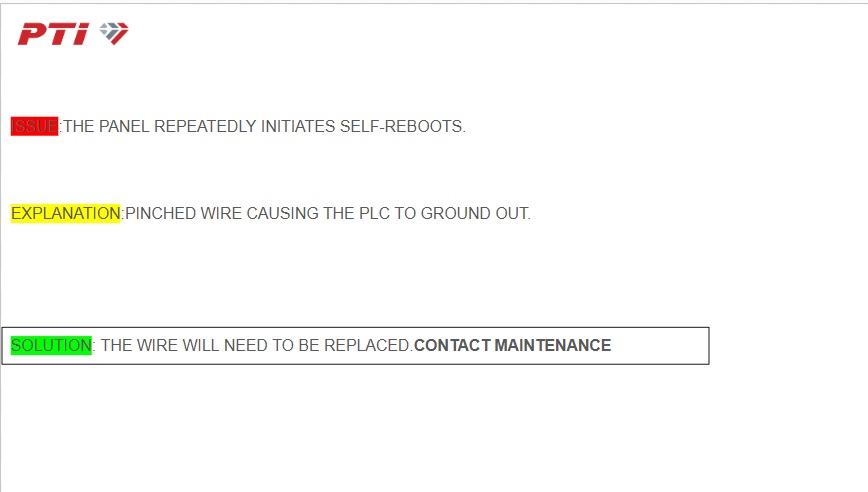 PTi
ISSUE:THE PANEL REPEATEDLY INITIATES SELF-REBOOTS.
EXPLANATION:PINCHED WIRE CAUSING THE PLC TO GROUND OUT.
SOLUTION: THE WIRE WILL NEED TO BE REPLACED.CONTACT MAINTENANCE